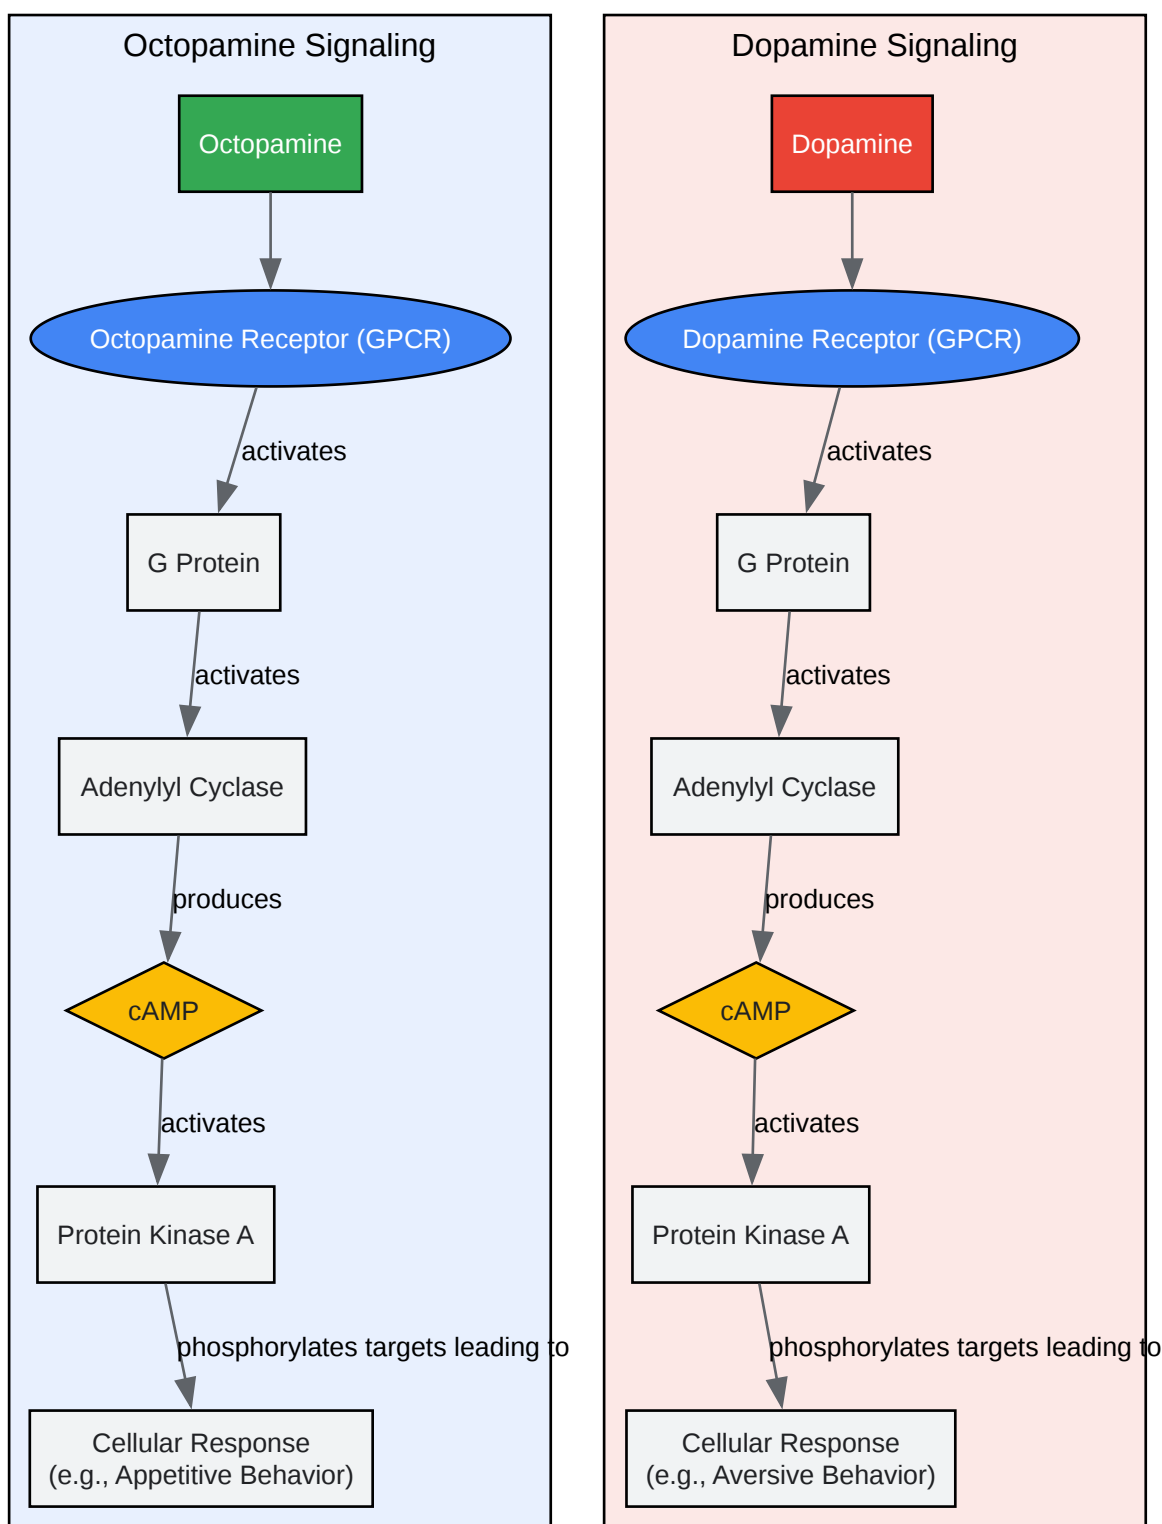 Octopamine Signaling
Octopamine
Octopamine Receptor (GPCR)
activates
G Protein
activates
Adenylyl Cyclase
produces
cAMP
activates
Protein Kinase A
phosphorylates targets leading to
Cellular Response
(e.g., Appetitive Behavior)
Dopamine Signaling
Dopamine
Dopamine Receptor (GPCR)
activates
G Protein
activates
Adenylyl Cyclase
produces
cAMP
activates
Protein Kinase A
phosphorylates targets leading to
Cellular Response
(e.g., Aversive Behavior)